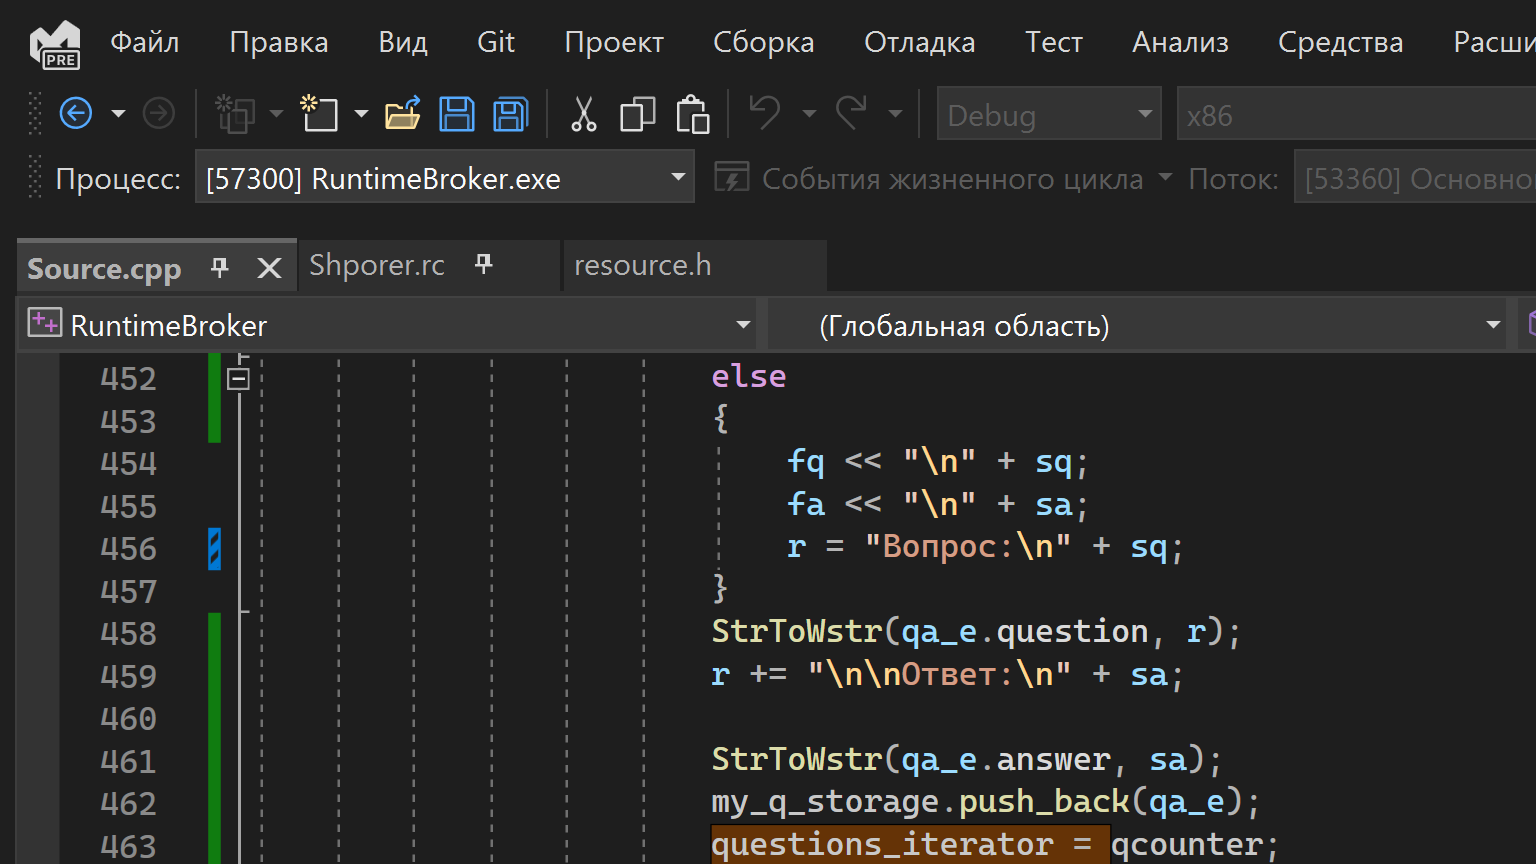 PRE Файл Правка Вид Git Проект Сборка Отладка Тест Анализ Средства Расши
Debug x86
Процесс: [57300] RuntimeBroker.exe События жизненного цикла Поток: [53360] Основно
Source.cpp Shporer.rc resource.h
RuntimeBroker (Глобальная область)
452 else
453 {
454 fq << "\n" + sq;
455 fa << "\n" + sa;
456 r = "Вопрос:\n" + sq;
457 }
458 StrToWstr(qa_e.question, r);
459 r += "\n\nОтвет:\n" + sa;
460
461 StrToWstr(qa_e.answer, sa);
462 my_q_storage.push_back(qa_e);
463 questions_iterator = qcounter;